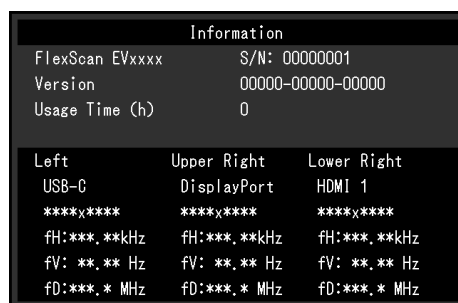 Information
FlexScan EVxxxx S/N: 00000001
Version 00000-00000-00000
Usage Time (h) 0
Left Upper Right Lower Right
USB-C DisplayPort HDMI 1
****x**** ****x**** ****x****
fH:***.**kHz fH:***.**kHz fH:***.**kHz
fV: **.** Hz fV: **.** Hz fV: **.** Hz
fD:***.* MHz fD:***.* MHz fD:***.* MHz